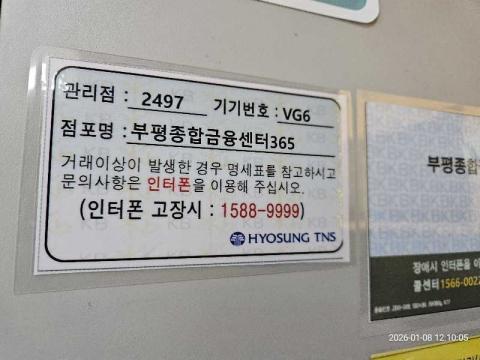 관리점 : 2497 기기번호 : VG6
점포명 : 부평종합금융센터365
거래이상이 발생한 경우 명세표를 참고하시고
문의사항은 인터폰을 이용해 주십시오.
(인터폰 고장시 : 1588-9999)
HYOSUNG TNS
부평종합
장애시 인터폰을 이
콜센터1566-0022
2026-01-08 12:10:05